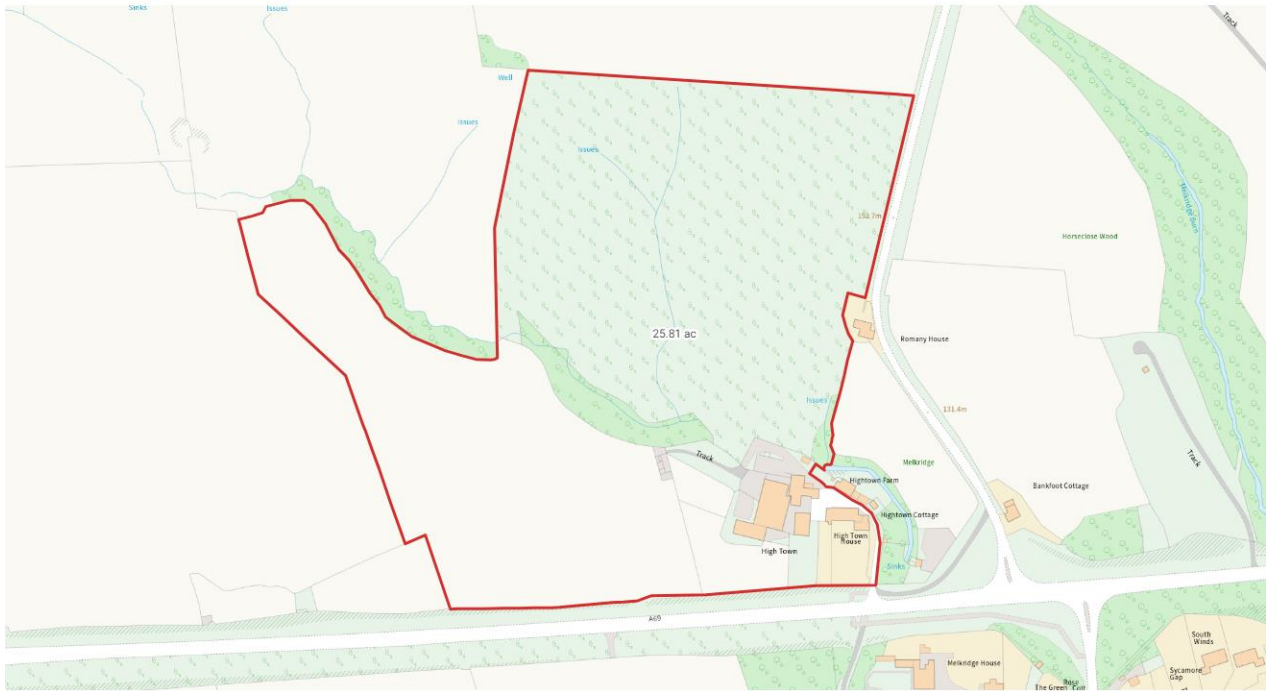 Sinks
Issues
Track
Well
Issues
Issues
Melkridge Burn
152.7m
Horseclose Wood
25.81 ac
Romany House
Issues
131.4m
Track
Melkridge
Track
Hightown Farm
Bankfoot Cottage
Hightown Cottage
High Town
House
High Town
Sinks
A69
South
Winds
Melkridge House
Sycamore
Gap
Rose
The Green
Cott